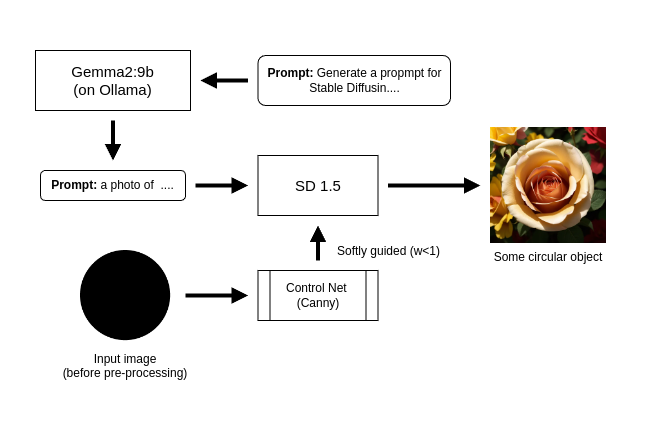 Gemma2:9b
(on Ollama)
Prompt: Generate a propmpt for
Stable Diffusin....
Prompt: a photo of ....
SD 1.5
Some circular object
Softly guided (w<1)
Control Net
(Canny)
Input image
(before pre-processing)